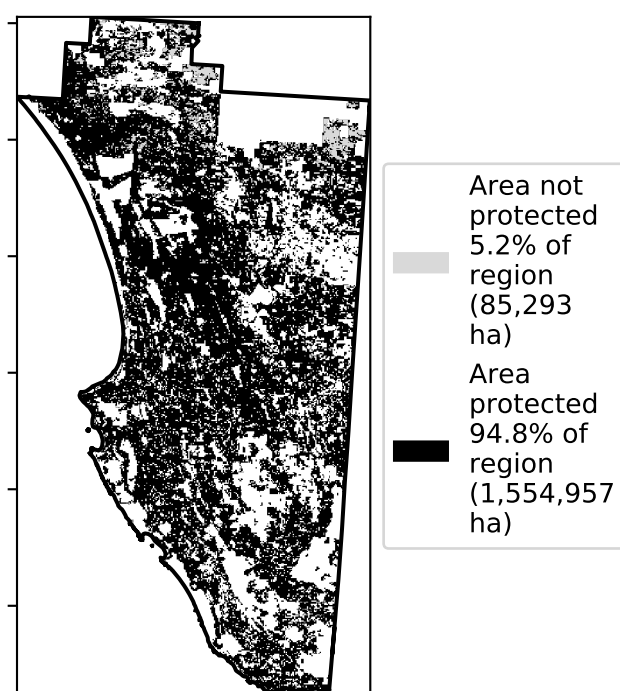 Area not
protected
5.2% of
region
(85,293
ha)
Area
protected
94.8% of
region
(1,554,957
ha)